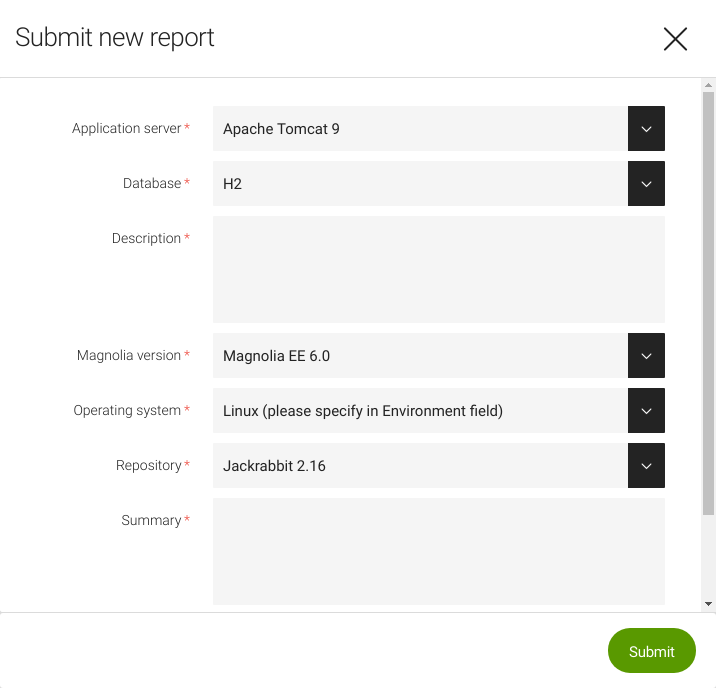 Submit new report
Application server * Apache Tomcat 9
Database * H2
Description *
Magnolia version * Magnolia EE 6.0
Operating system * Linux (please specify in Environment field)
Repository * Jackrabbit 2.16
Summary *
Submit